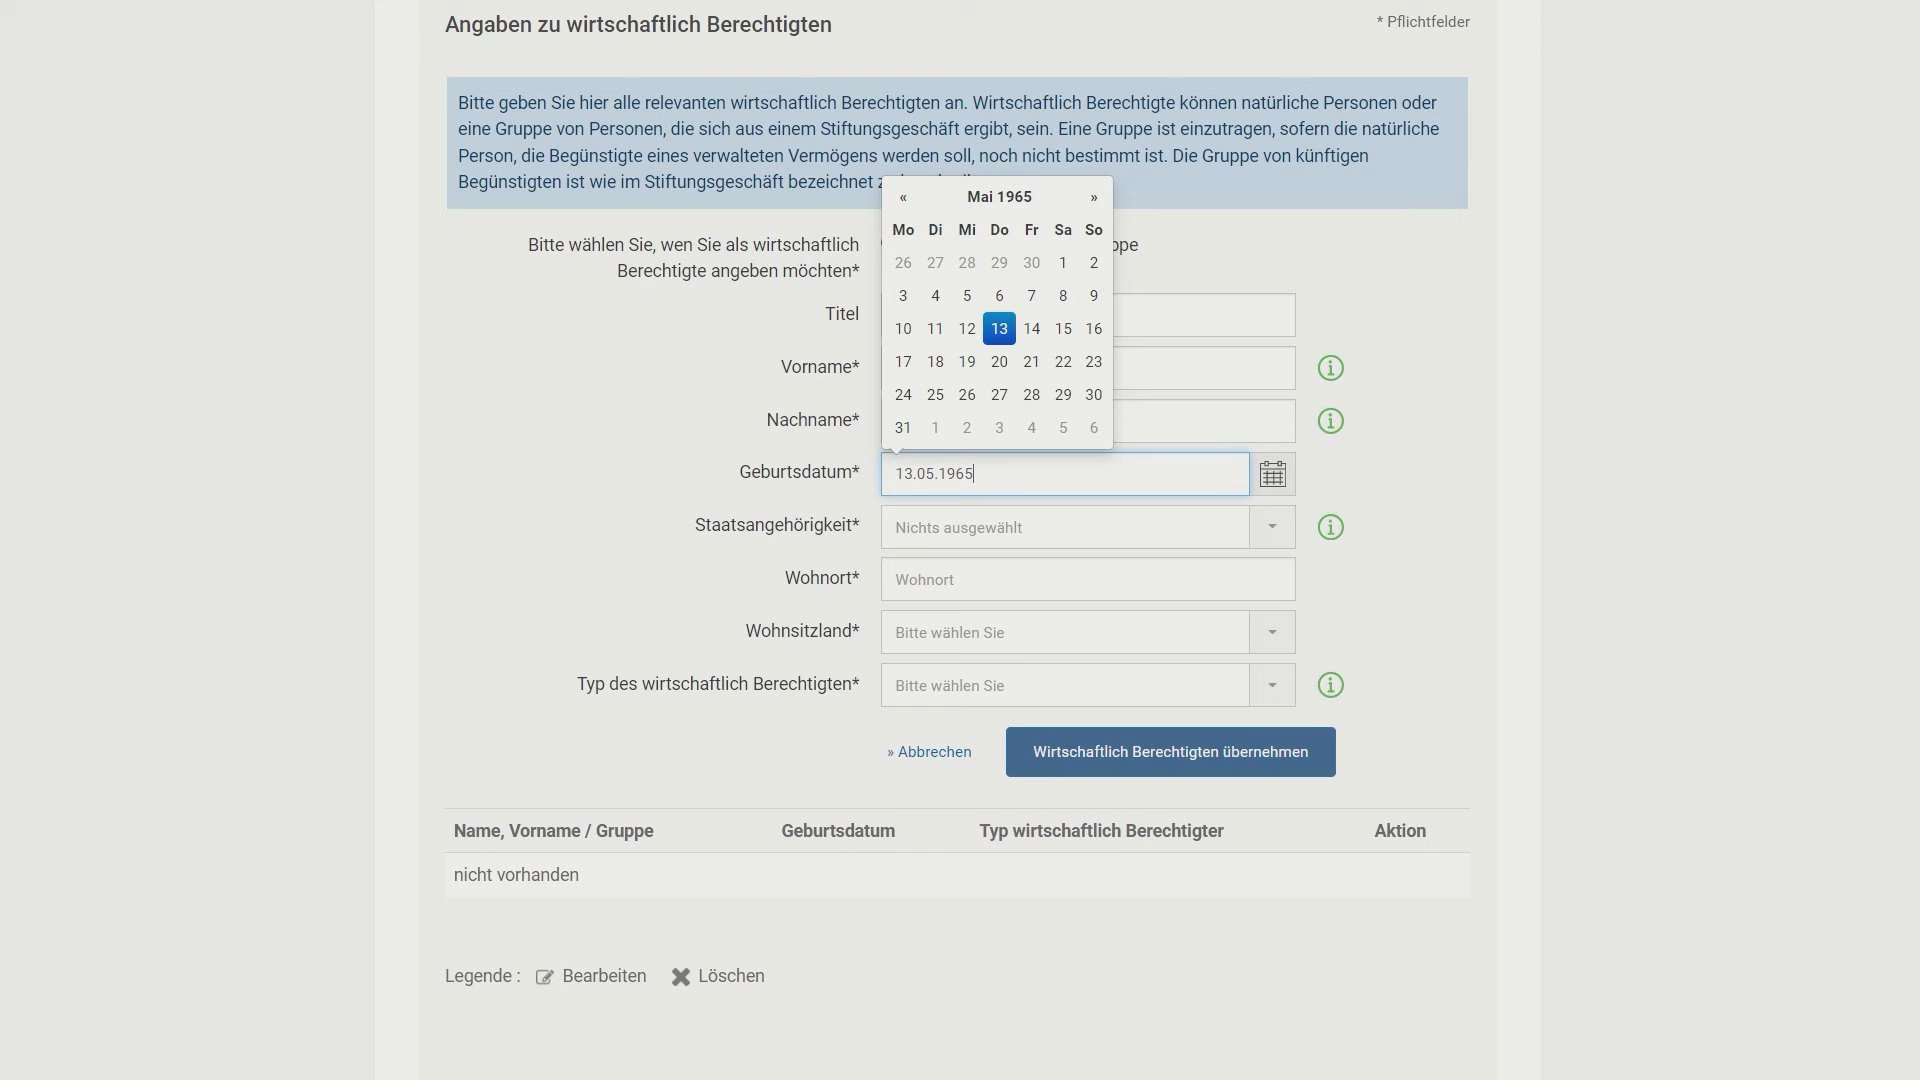 Angaben zu wirtschaftlich Berechtigten
* Pflichtfelder
Bitte geben Sie hier alle relevanten wirtschaftlich Berechtigten an. Wirtschaftlich Berechtigte können natürliche Personen oder
eine Gruppe von Personen, die sich aus einem Stiftungsgeschäft ergibt, sein. Eine Gruppe ist einzutragen, sofern die natürliche
Person, die Begünstigte eines verwalteten Vermögens werden soll, noch nicht bestimmt ist. Die Gruppe von künftigen
Begünstigten ist wie im Stiftungsgeschäft bezeichnet
« Mai 1965 »
Mo Di Mi Do Fr Sa So
26 27 28 29 30 1 2
3 4 5 6 7 8 9
10 11 12 13 14 15 16
17 18 19 20 21 22 23
24 25 26 27 28 29 30
31 1 2 3 4 5 6
Bitte wählen Sie, wen Sie als wirtschaftlich
Berechtigte angeben möchten*
Titel
Vorname*
Nachname*
Geburtsdatum* 13.05.1965
Staatsangehörigkeit* Nichts ausgewählt
Wohnort* Wohnort
Wohnsitzland* Bitte wählen Sie
Typ des wirtschaftlich Berechtigten* Bitte wählen Sie
» Abbrechen Wirtschaftlich Berechtigten übernehmen
Name, Vorname / Gruppe Geburtsdatum Typ wirtschaftlich Berechtigter Aktion
nicht vorhanden
Legende : Bearbeiten Löschen